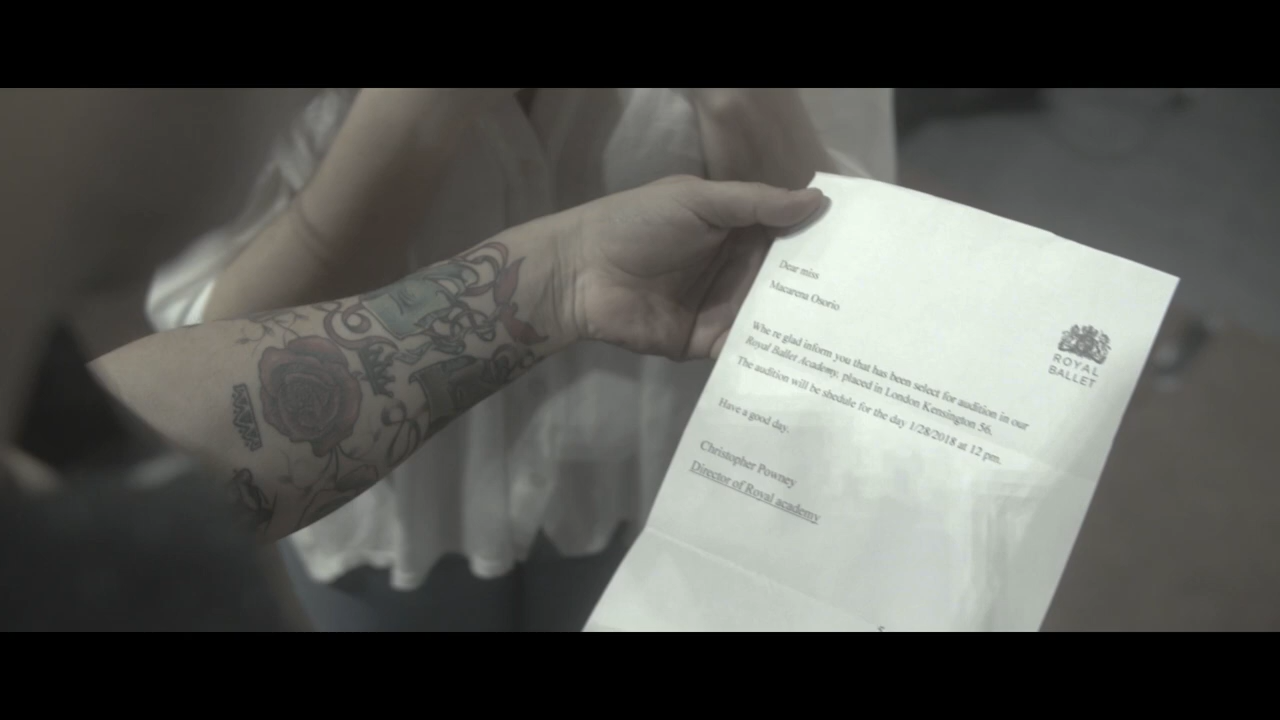 Dear miss
Macarena Osorio
ROYAL
BALLET
Whe re glad inform you that has been select for audition in our
Royal Ballet Academy, placed in London Kensington 56.
The audition will be shedule for the day 1/28/2018 at 12 pm.
Have a good day.
Christopher Powney
Director of Royal academy